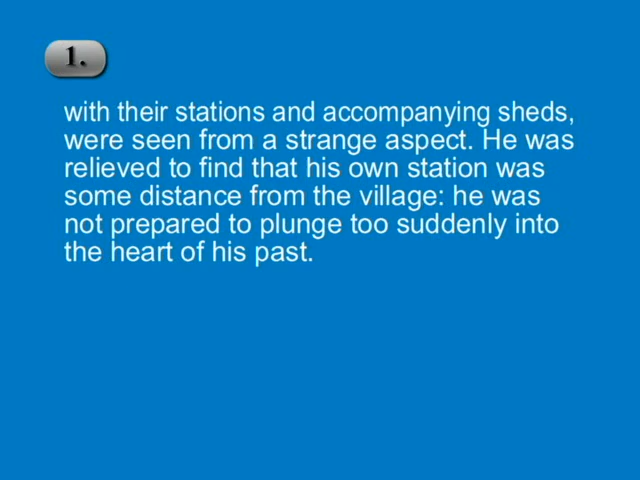 1.
with their stations and accompanying sheds,
were seen from a strange aspect. He was
relieved to find that his own station was
some distance from the village: he was
not prepared to plunge too suddenly into
the heart of his past.